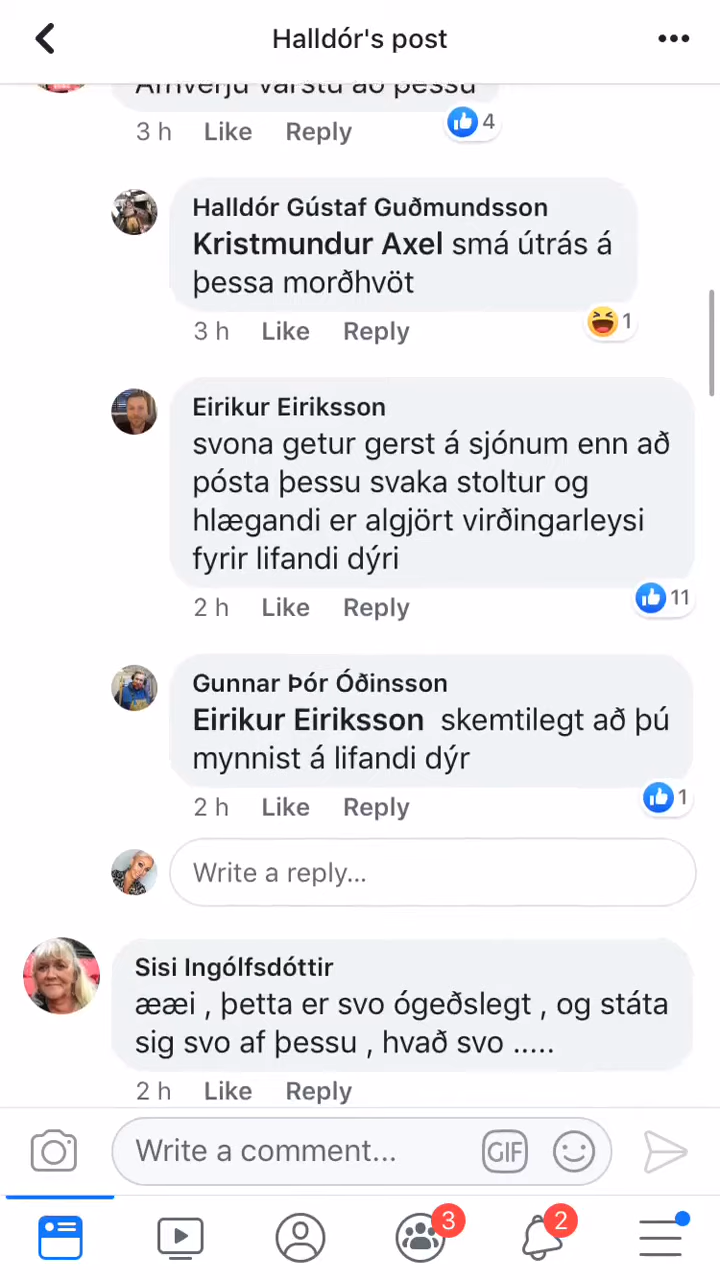 Halldór's post
Afhverju varstu að þessu
3 h Like Reply 4
Halldór Gústaf Guðmundsson
Kristmundur Axel smá útrás á
þessa morðhvöt
3 h Like Reply 1
Eirikur Eiriksson
svona getur gerst á sjónum enn að
pósta þessu svaka stoltur og
hlægandi er algjört virðingarleysi
fyrir lifandi dýri
2 h Like Reply 11
Gunnar Þór Óðinsson
Eirikur Eiriksson skemtilegt að þú
mynnist á lifandi dýr
2 h Like Reply 1
Write a reply...
Sisi Ingólfsdóttir
ææi , þetta er svo ógeðslegt , og státa
sig svo af þessu , hvað svo .....
2 h Like Reply
Write a comment... GIF
3 2